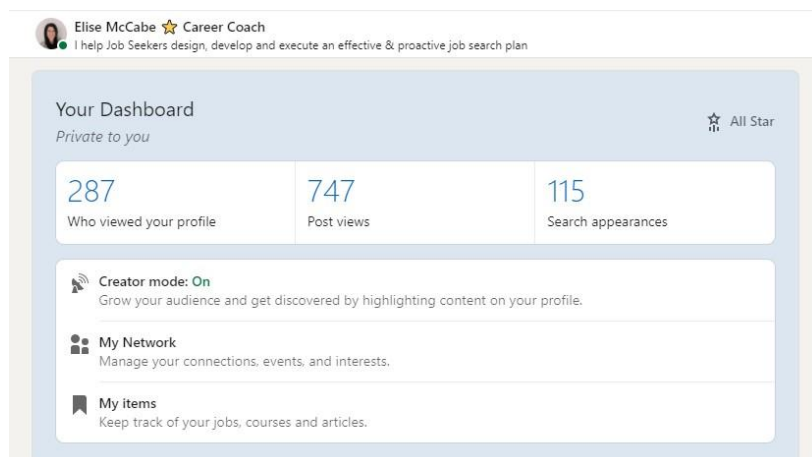 Elise McCabe ⭐ Career Coach
I help Job Seekers design, develop and execute an effective & proactive job search plan
Your Dashboard
Private to you
All Star
287
Who viewed your profile
747
Post views
115
Search appearances
Creator mode: On
Grow your audience and get discovered by highlighting content on your profile.
My Network
Manage your connections, events, and interests.
My items
Keep track of your jobs, courses and articles.